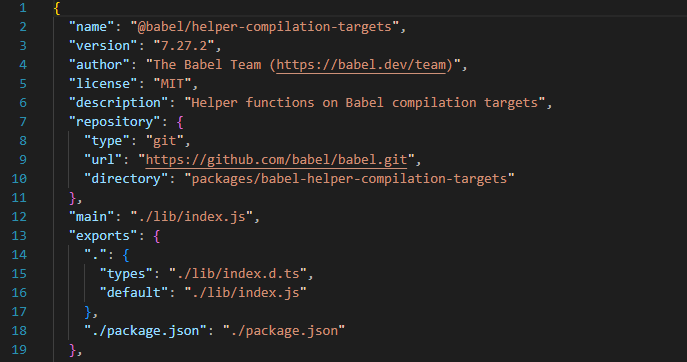 1 {
2 "name": "@babel/helper-compilation-targets",
3 "version": "7.27.2",
4 "author": "The Babel Team (https://babel.dev/team)",
5 "license": "MIT",
6 "description": "Helper functions on Babel compilation targets",
7 "repository": {
8 "type": "git",
9 "url": "https://github.com/babel/babel.git",
10 "directory": "packages/babel-helper-compilation-targets"
11 },
12 "main": "./lib/index.js",
13 "exports": {
14 ".": {
15 "types": "./lib/index.d.ts",
16 "default": "./lib/index.js"
17 },
18 "./package.json": "./package.json"
19 },